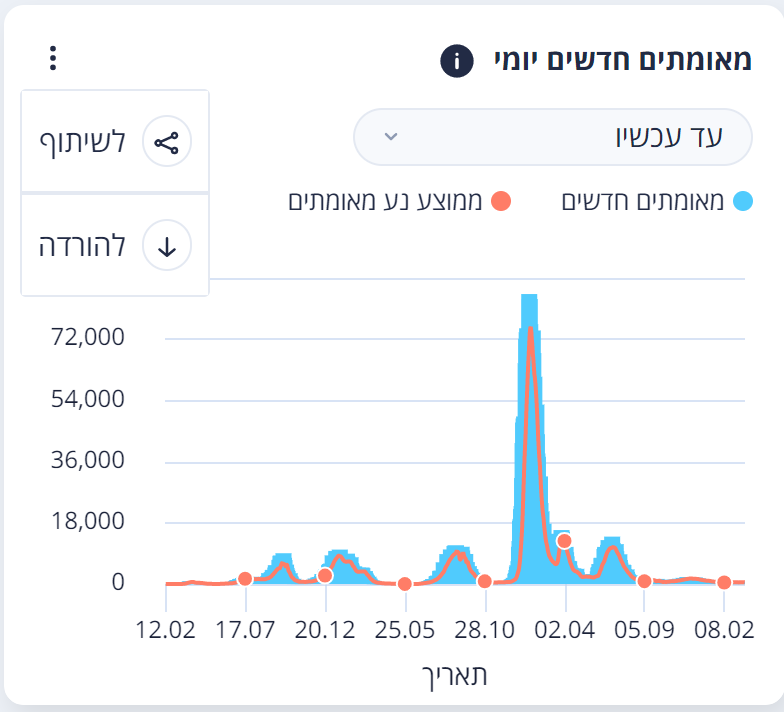 מאומתים חדשים יומי
לשיתוף
להורדה
עד עכשיו
מאומתים חדשים
ממוצע נע מאומתים
72,000
54,000
36,000
18,000
0
12.02 17.07 20.12 25.05 28.10 02.04 05.09 08.02
תאריך